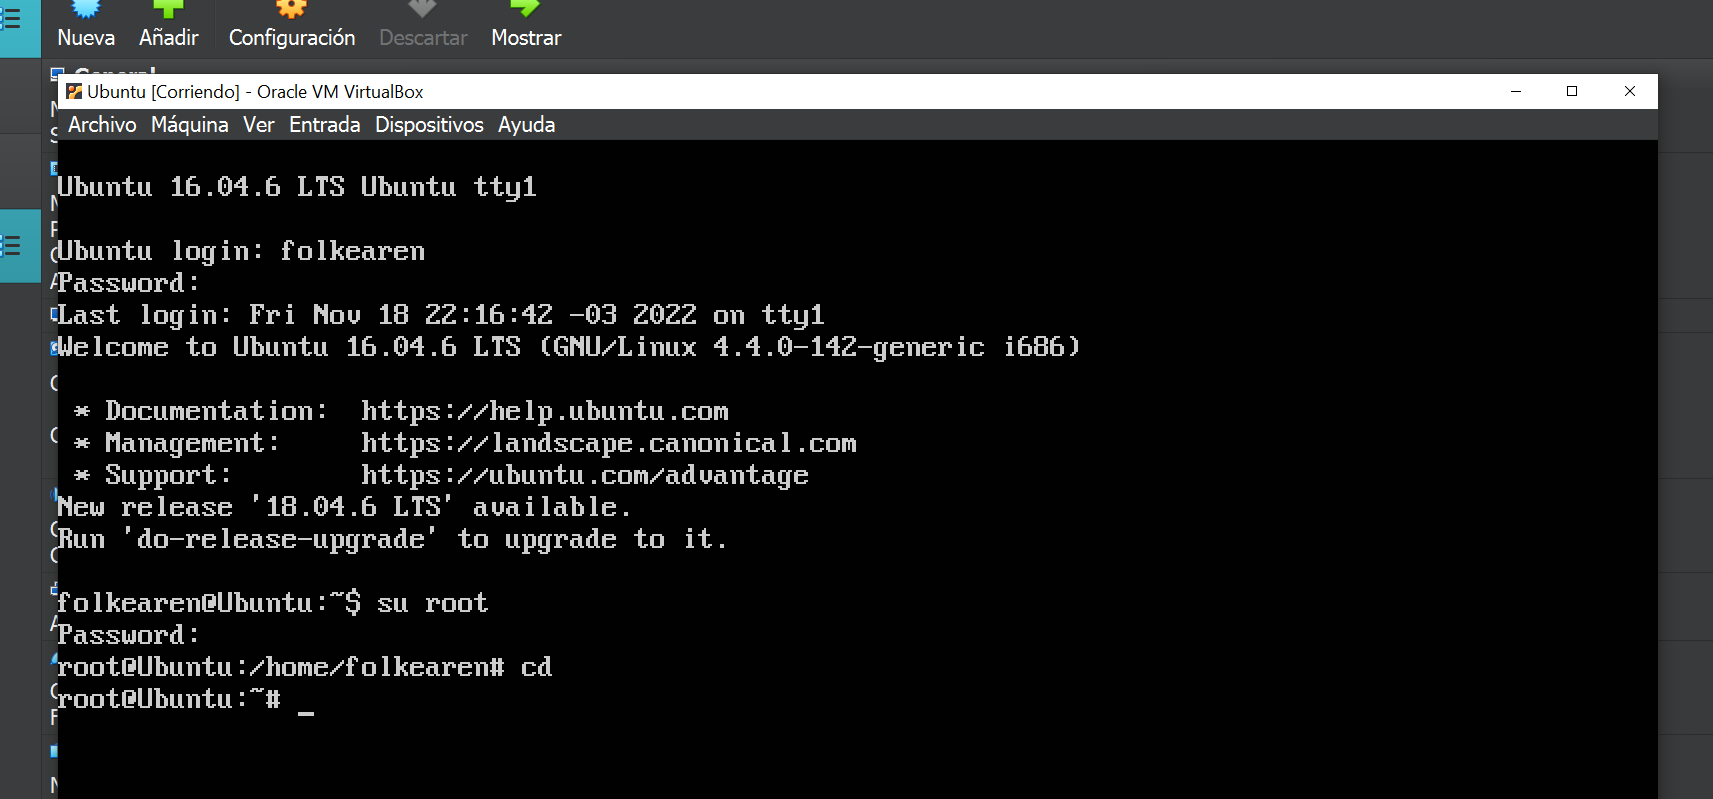 Nueva Añadir Configuración Descartar Mostrar
General
Ubuntu [Corriendo] - Oracle VM VirtualBox
Archivo Máquina Ver Entrada Dispositivos Ayuda
Ubuntu 16.04.6 LTS Ubuntu tty1
Ubuntu login: folkearen
Password:
Last login: Fri Nov 18 22:16:42 -03 2022 on tty1
Welcome to Ubuntu 16.04.6 LTS (GNU/Linux 4.4.0-142-generic i686)
* Documentation: https://help.ubuntu.com
* Management: https://landscape.canonical.com
* Support: https://ubuntu.com/advantage
New release '18.04.6 LTS' available.
Run 'do-release-upgrade' to upgrade to it.
folkearen@Ubuntu:~$ su root
Password:
root@Ubuntu:/home/folkearen# cd
root@Ubuntu:~# _